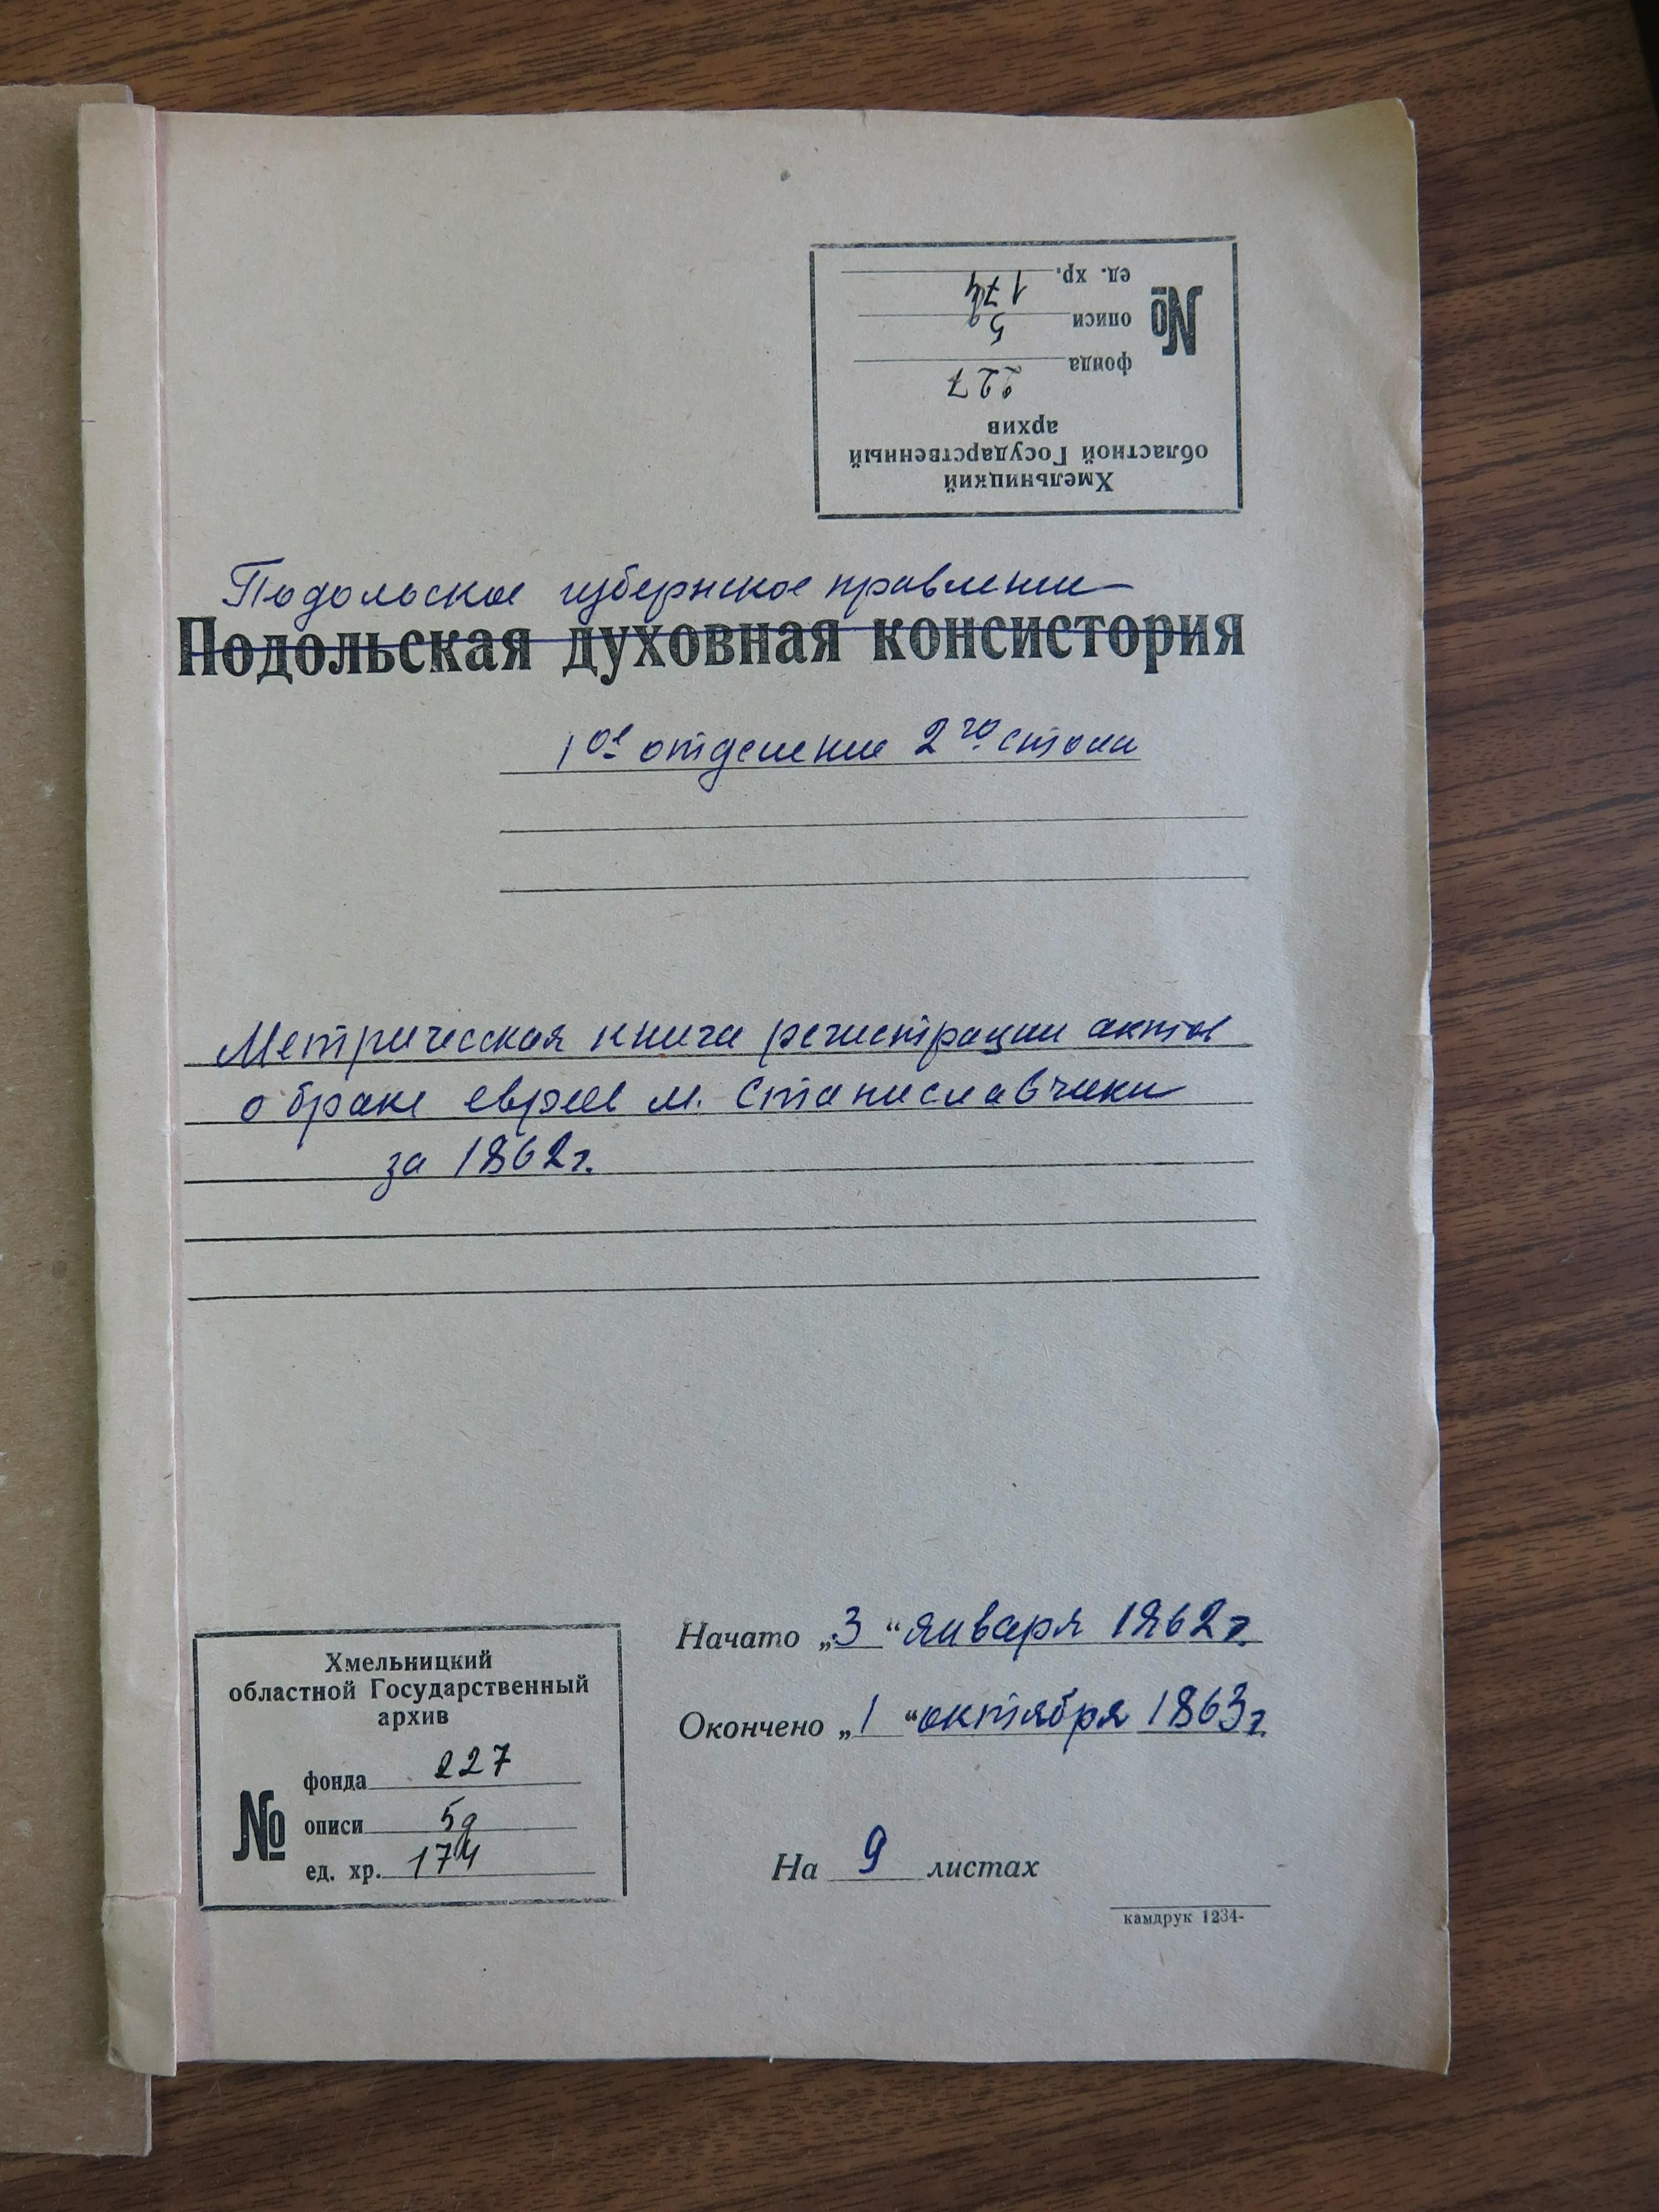 Хмельницкий
областной Государственный
архив
№
фонда 227
описи 5д
ед. хр. 174
Подольское губернское правление
Подольская духовная консистория
1ое отделение 2го стола
Метрическая книга регистрации актов
о браке евреев м. Станиславчики
за 1862г.
Начато „3“ января 1862г.
Окончено „1“ октября 1863г.
Хмельницкий
областной Государственный
архив
№
фонда 227
описи 5д
ед. хр. 174
На 9 листах
камдрук 1234-